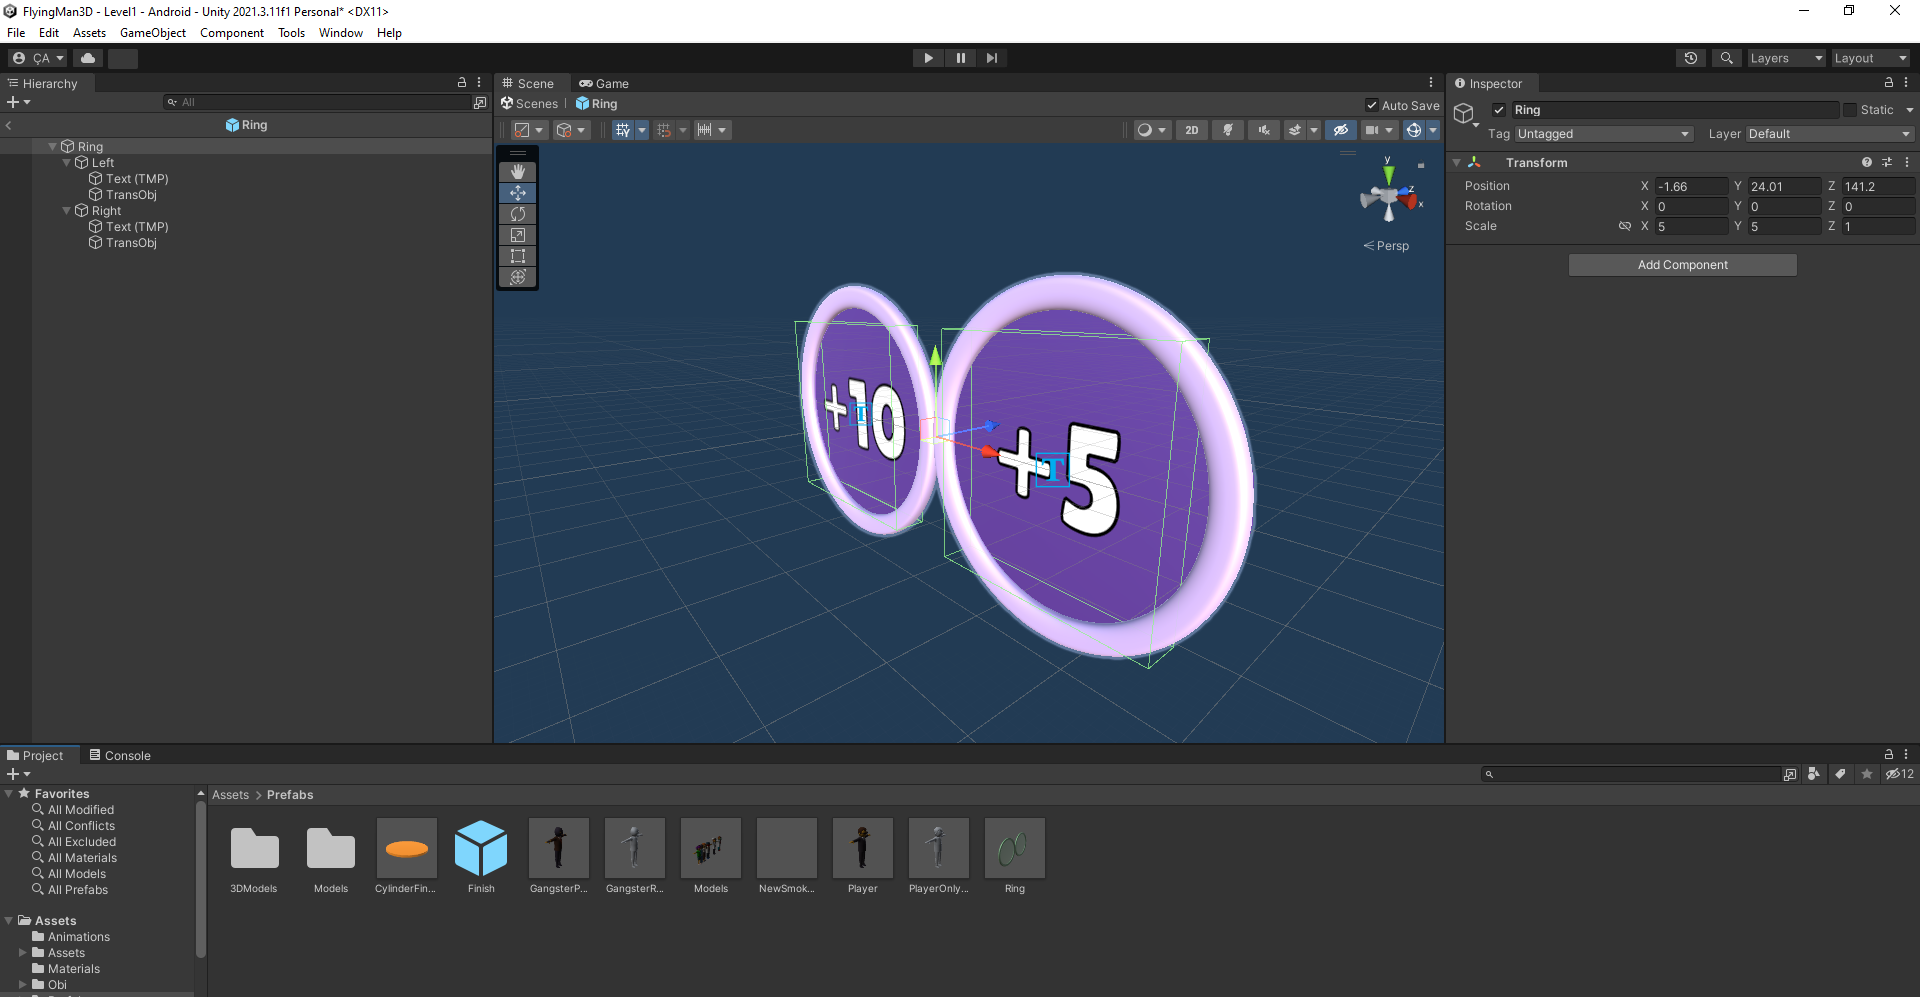 FlyingMan3D - Level1 - Android - Unity 2021.3.11f1 Personal* <DX11>
File Edit Assets GameObject Component Tools Window Help
ÇA Layers Layout
Hierarchy
All
Ring
Ring
Left
Text (TMP)
TransObj
Right
Text (TMP)
TransObj
Scene Game
Scenes | Ring Auto Save
2D
y
z
x
< Persp
+10
T
+5
T
Inspector
Ring Static
Tag Untagged Layer Default
Transform
Position X -1.66 Y 24.01 Z 141.2
Rotation X 0 Y 0 Z 0
Scale X 5 Y 5 Z 1
Add Component
Project Console
12
Favorites
All Modified
All Conflicts
All Excluded
All Materials
All Models
All Prefabs
Assets
Animations
Assets
Materials
Obi
Assets > Prefabs
3DModels Models CylinderFin... Finish GangsterP... GangsterR... Models NewSmok... Player PlayerOnly... Ring